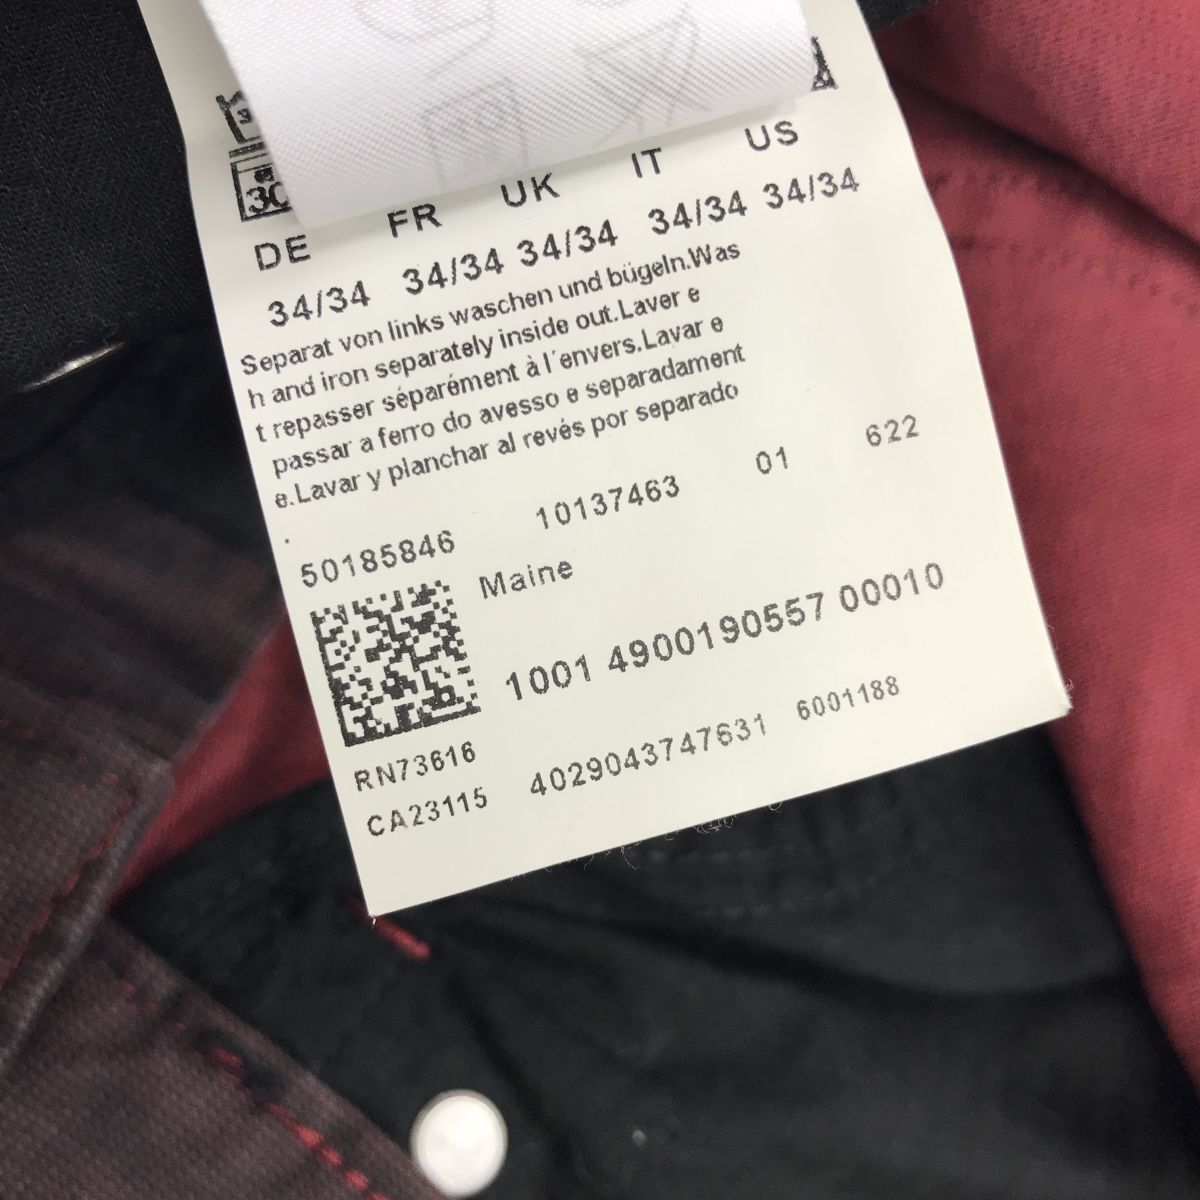 30
DE FR UK IT US
34/34 34/34 34/34 34/34 34/34
Separat von links waschen und bügeln.Was
h and iron separately inside out.Laver e
t repasser séparément à l´envers.Lavar e
passar a ferro do avesso e separadament
e.Lavar y planchar al revés por separado
.
50185846 10137463 01 622
Maine
1001 4900190557 00010
RN73616
CA23115 4029043747631 6001188